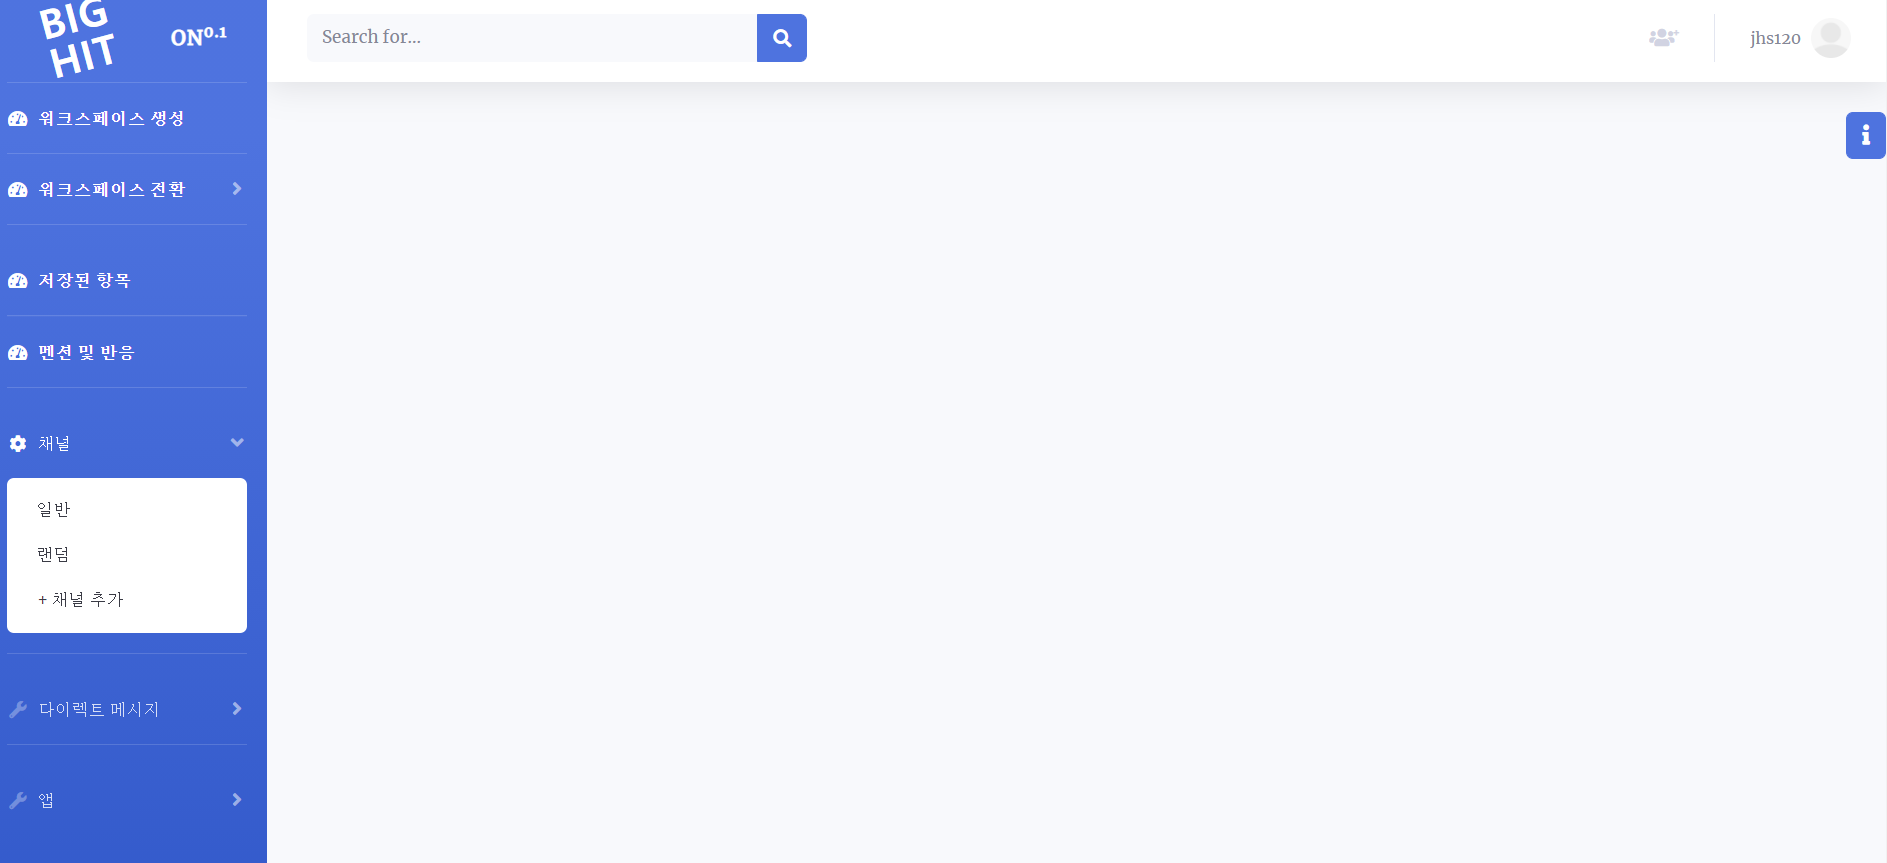 BIG
HIT
ON0.1
Search for...
jhs120
워크스페이스 생성
워크스페이스 전환
저장된 항목
멘션 및 반응
채널
일반
랜덤
+ 채널 추가
다이렉트 메시지
앱